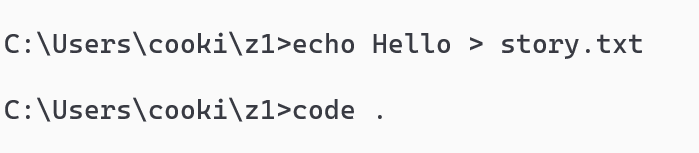 C:\Users\cooki\z1>echo Hello > story.txt
C:\Users\cooki\z1>code .